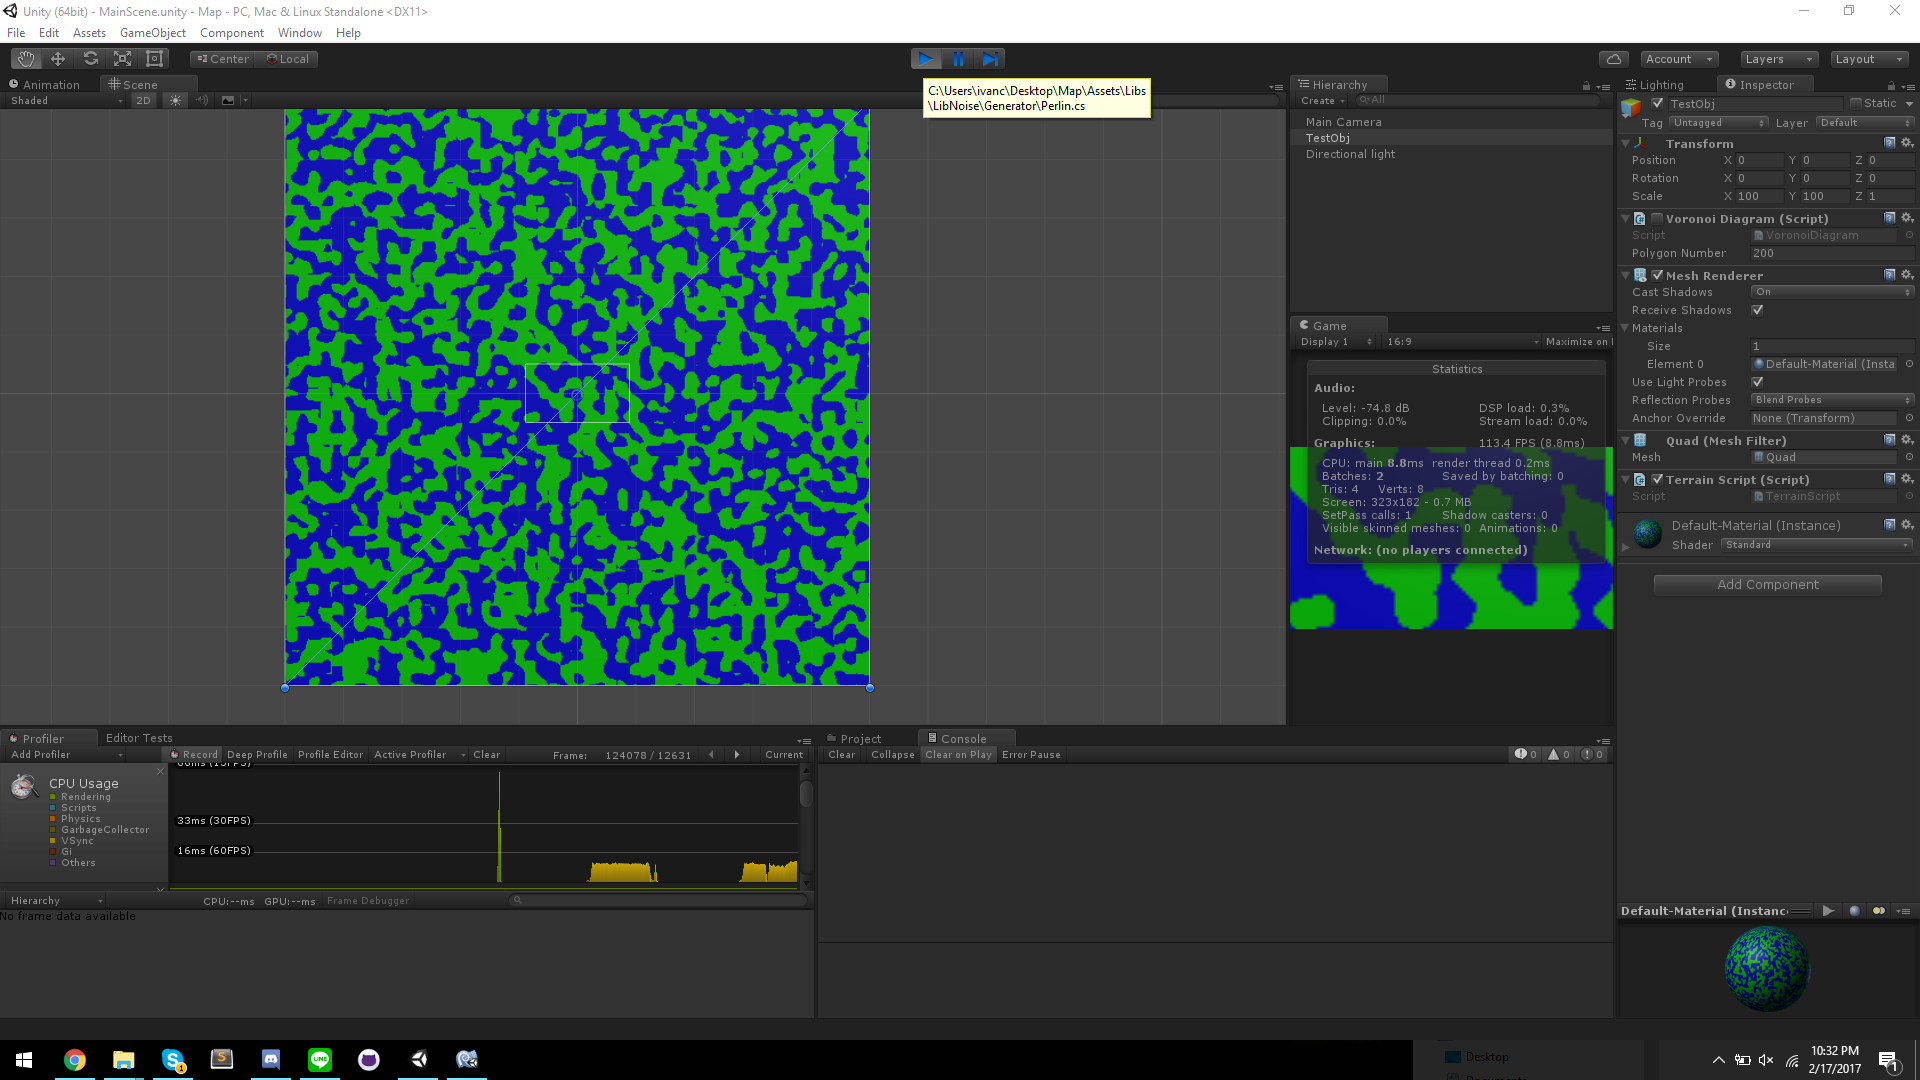 Unity (64bit) - MainScene.unity - Map - PC, Mac & Linux Standalone <DX11>
File Edit Assets GameObject Component Window Help
Center Local
Account Layers Layout
Animation Scene
Shaded 2D
C:\Users\ivanc\Desktop\Map\Assets\Libs
\LibNoise\Generator\Perlin.cs
Hierarchy
Create All
Main Camera
TestObj
Directional light
Game
Display 1 16:9 Maximize on
Statistics
Audio:
Level: -74.8 dB DSP load: 0.3%
Clipping: 0.0% Stream load: 0.0%
Graphics: 113.4 FPS (8.8ms)
CPU: main 8.8ms render thread 0.2ms
Batches: 2 Saved by batching: 0
Tris: 4 Verts: 8
Screen: 323x182 - 0.7 MB
SetPass calls: 1 Shadow casters: 0
Visible skinned meshes: 0 Animations: 0
Network: (no players connected)
Lighting Inspector
TestObj Static
Tag Untagged Layer Default
Transform
Position X 0 Y 0 Z 0
Rotation X 0 Y 0 Z 0
Scale X 100 Y 100 Z 1
Voronoi Diagram (Script)
Script VoronoiDiagram
Polygon Number 200
Mesh Renderer
Cast Shadows On
Receive Shadows
Materials
Size 1
Element 0 Default-Material (Insta
Use Light Probes
Reflection Probes Blend Probes
Anchor Override None (Transform)
Quad (Mesh Filter)
Mesh Quad
Terrain Script (Script)
Script TerrainScript
Default-Material (Instance)
Shader Standard
Add Component
Default-Material (Instanc
Profiler Editor Tests
Add Profiler Record Deep Profile Profile Editor Active Profiler Clear Frame: 124078 / 12631 Current
CPU Usage
Rendering
Scripts
Physics
GarbageCollector
VSync
Gi
Others
66ms (15FPS)
33ms (30FPS)
16ms (60FPS)
Hierarchy CPU:--ms GPU:--ms Frame Debugger
No frame data available
Project Console
Clear Collapse Clear on Play Error Pause 0 0 0
Desktop
10:32 PM
2/17/2017
1
1